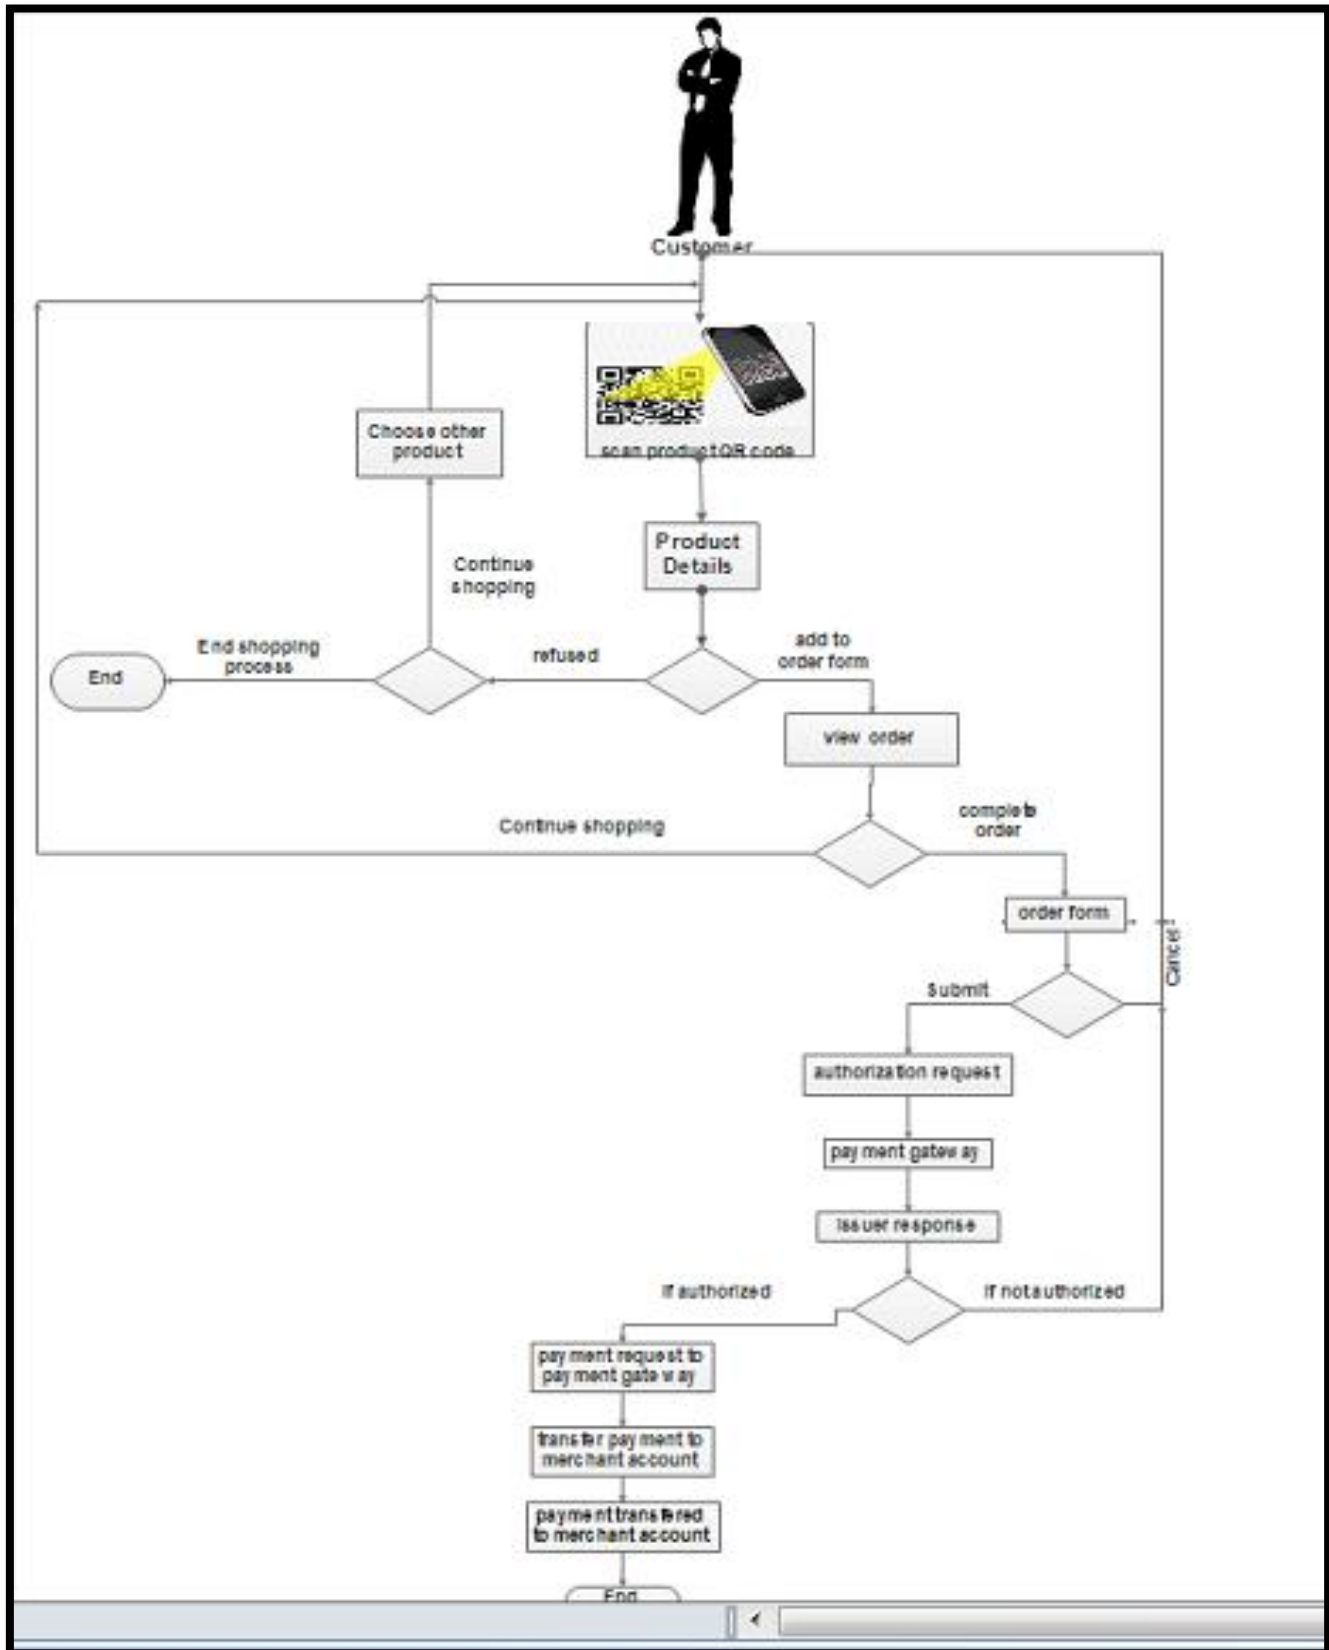 Customer
scan product QR code
Choose other
product
Product
Details
Continue
shopping
End shopping
process
End
refused
add to
order form
view order
Continue shopping
complete
order
order form
Cancel
Submit
authorization request
payment gateway
Issuer response
If authorized
If not authorized
payment request to
payment gateway
transfer payment to
merchant account
payment transfered
to merchant account
End